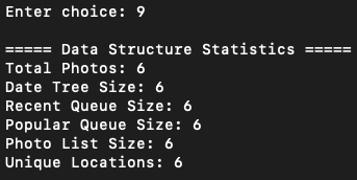 Enter choice: 9
===== Data Structure Statistics =====
Total Photos: 6
Date Tree Size: 6
Recent Queue Size: 6
Popular Queue Size: 6
Photo List Size: 6
Unique Locations: 6